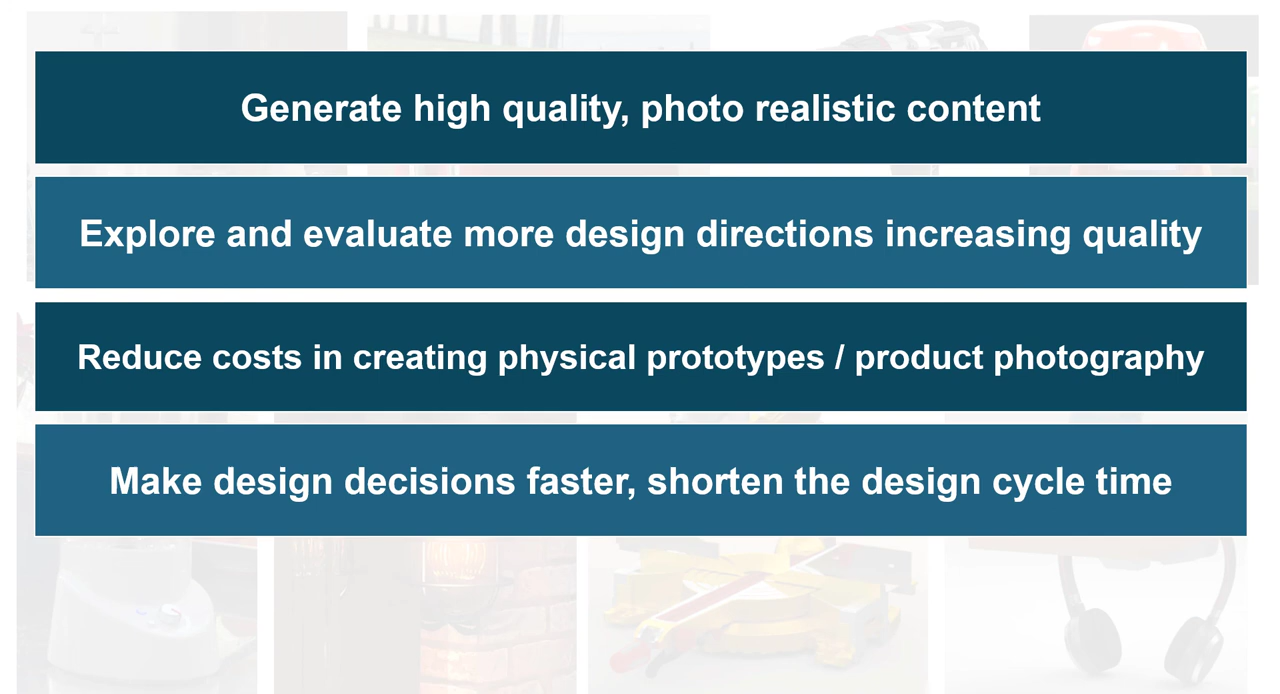 Generate high quality, photo realistic content
Explore and evaluate more design directions increasing quality
Reduce costs in creating physical prototypes / product photography
Make design decisions faster, shorten the design cycle time